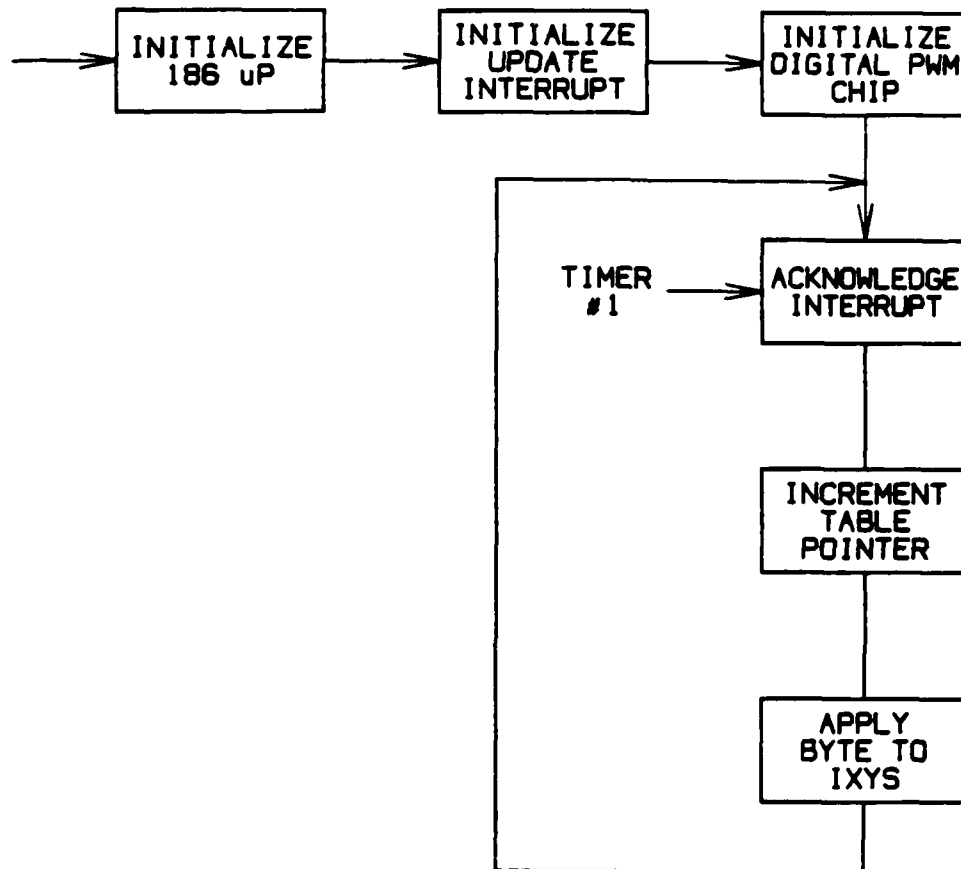 INITIALIZE
186 uP
INITIALIZE
UPDATE
INTERRUPT
INITIALIZE
DIGITAL PWM
CHIP
TIMER
#1
ACKNOWLEDGE
INTERRUPT
INCREMENT
TABLE
POINTER
APPLY
BYTE TO
IXYS